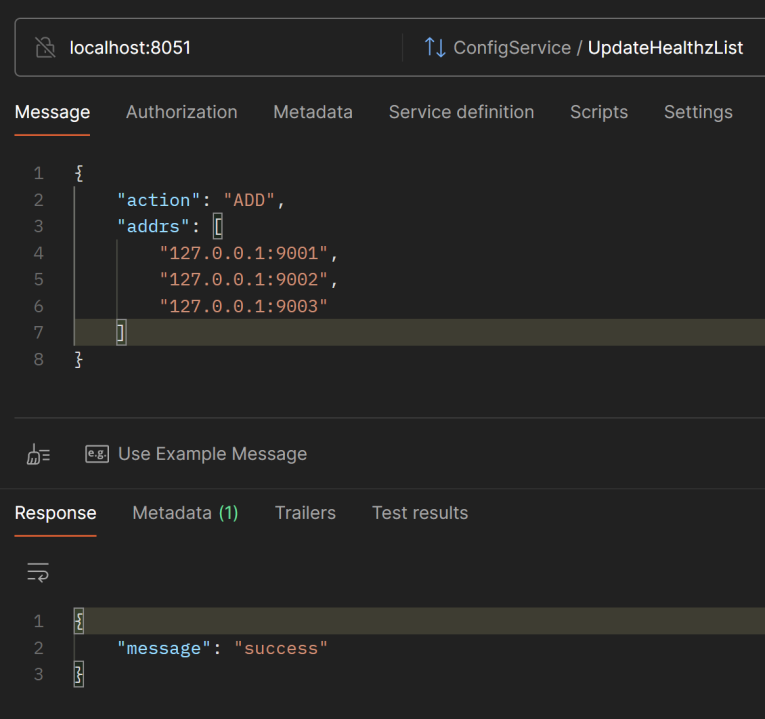 localhost:8051 ConfigService / UpdateHealthzList
Message Authorization Metadata Service definition Scripts Settings
1 {
2 "action": "ADD",
3 "addrs": [
4 "127.0.0.1:9001",
5 "127.0.0.1:9002",
6 "127.0.0.1:9003"
7 ]
8 }
e.g. Use Example Message
Response Metadata (1) Trailers Test results
1 {
2 "message": "success"
3 }